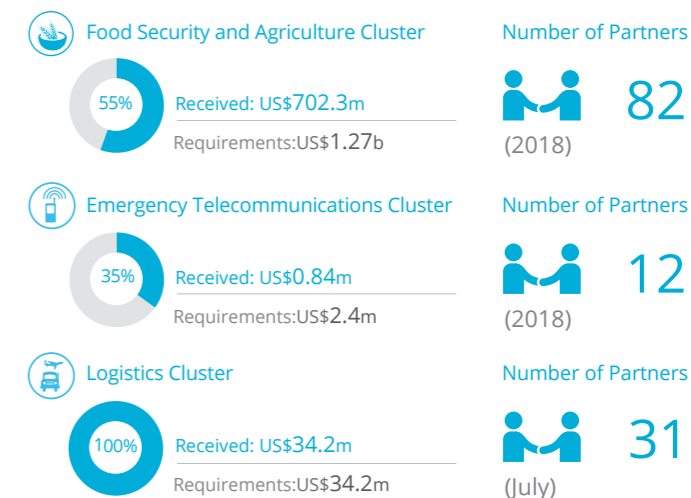 Food Security and Agriculture Cluster
Number of Partners
55%
Received: US$702.3m
Requirements:US$1.27b
82
(2018)
Emergency Telecommunications Cluster
Number of Partners
35%
Received: US$0.84m
Requirements:US$2.4m
12
(2018)
Logistics Cluster
Number of Partners
100%
Received: US$34.2m
Requirements:US$34.2m
31
(July)